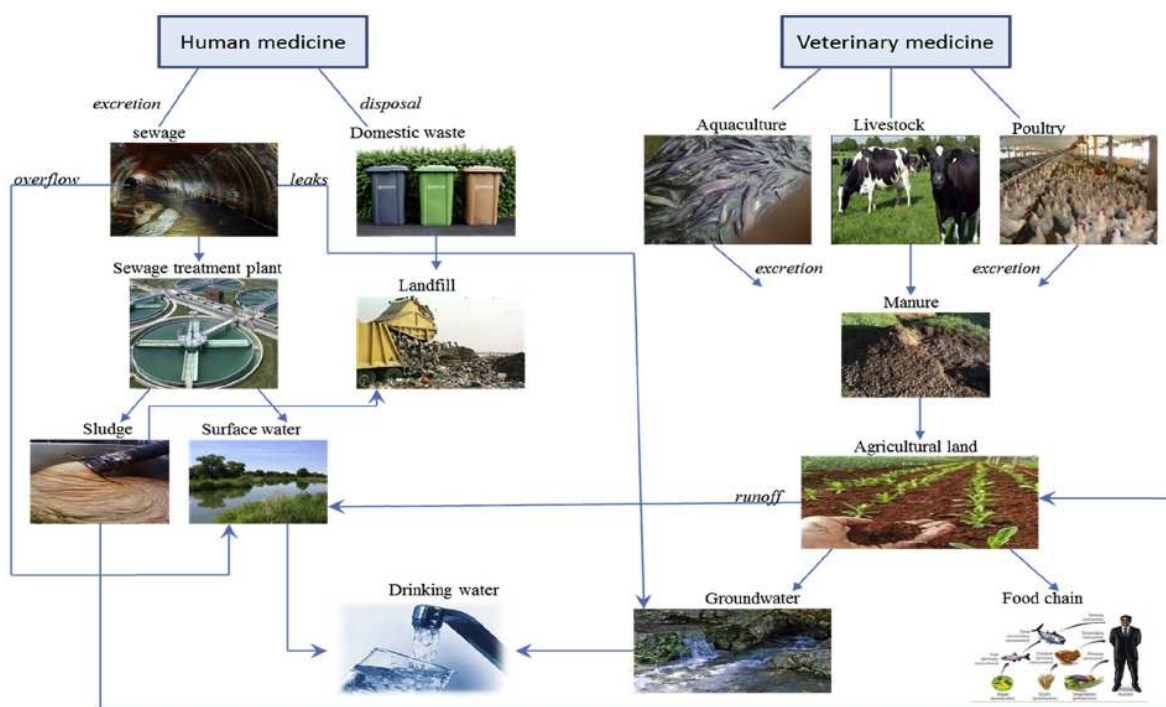 Human medicine
Veterinary medicine
excretion
disposal
sewage
Domestic waste
Aquaculture
Livestock
Poultry
overflow
leaks
Sewage treatment plant
Landfill
excretion
excretion
Manure
Sludge
Surface water
Agricultural land
runoff
Drinking water
Groundwater
Food chain